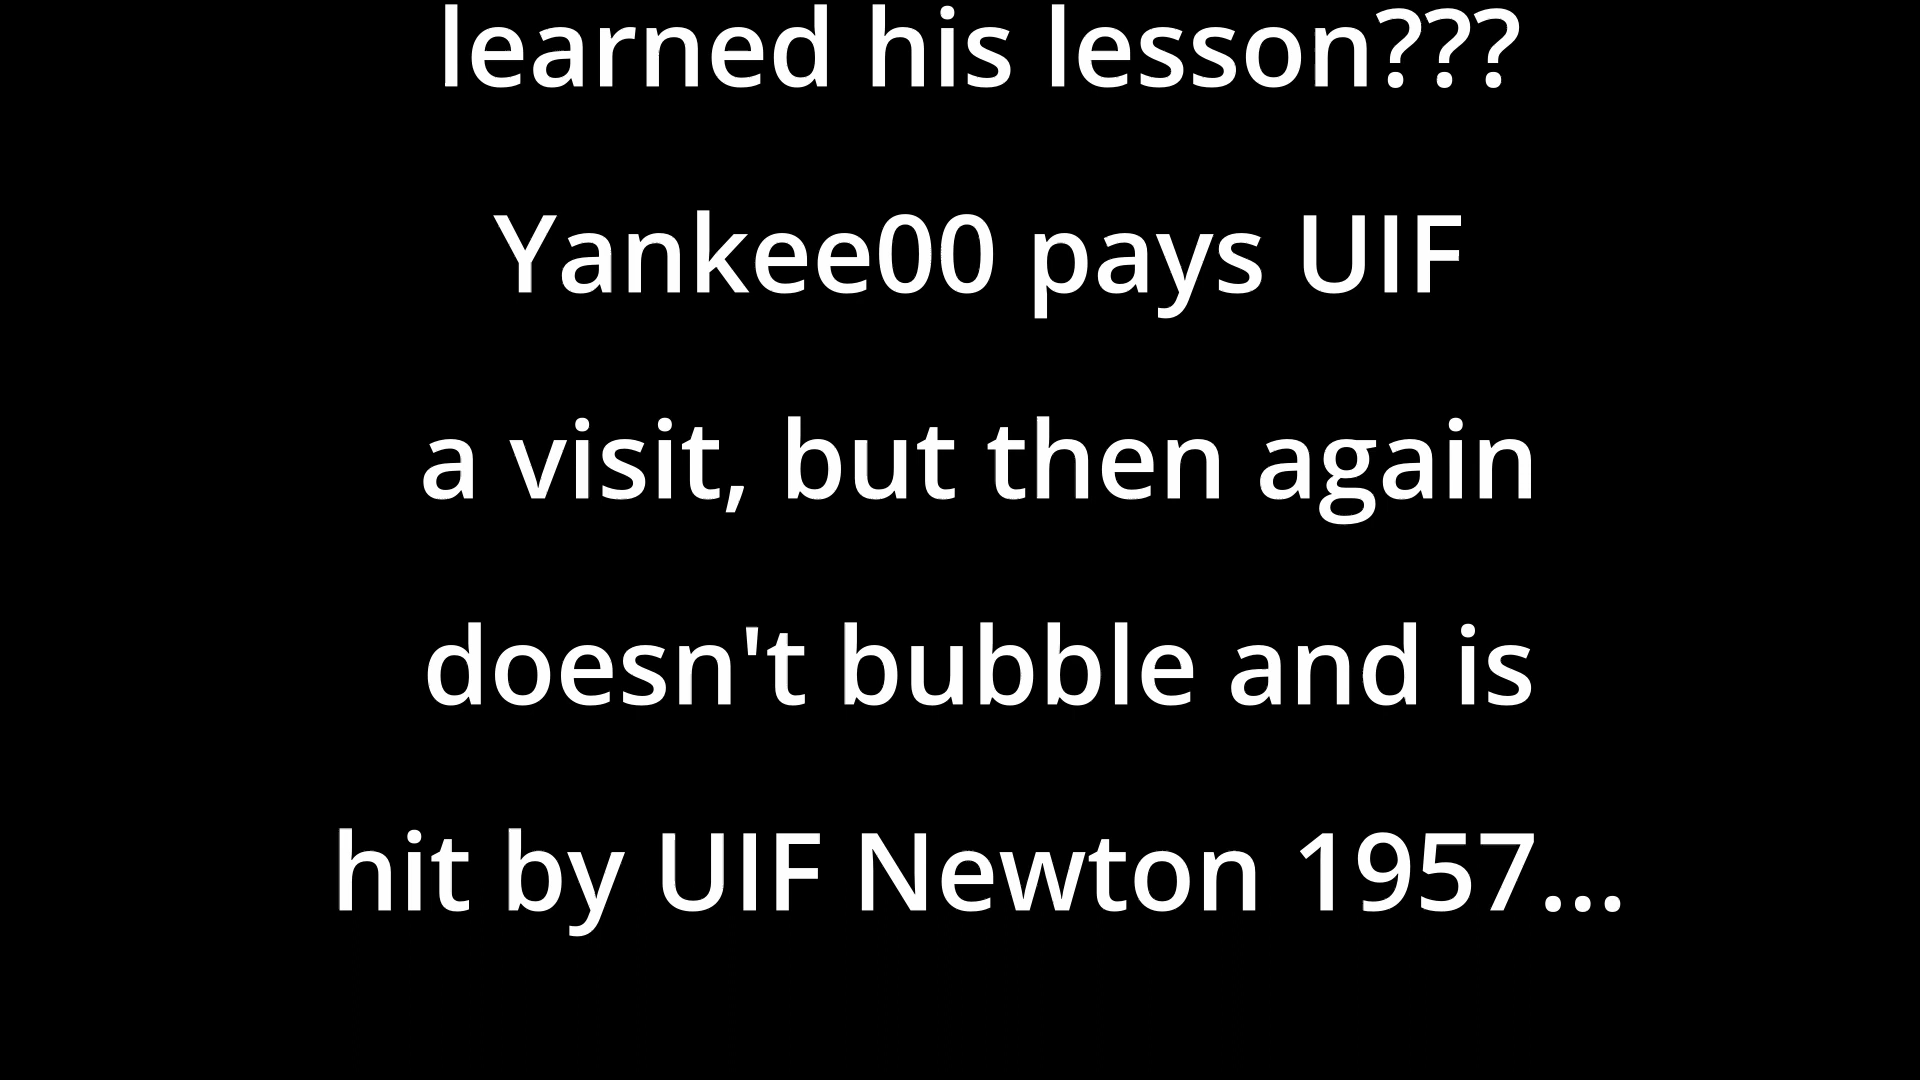 learned his lesson???
Yankee00 pays UIF
a visit, but then again
doesn't bubble and is
hit by UIF Newton 1957...